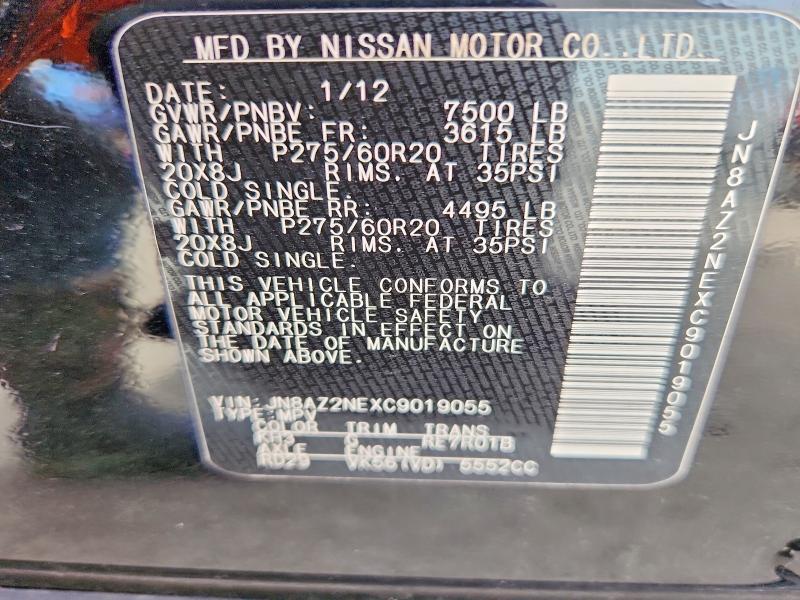 MFD BY NISSAN MOTOR CO.,LTD.
DATE: 1/12
GVWR/PNBV: 7500 LB
GAWR/PNBE FR: 3615 LB
WITH P275/60R20 TIRES
20X8J RIMS. AT 35PSI
COLD SINGLE.
GAWR/PNBE RR: 4495 LB
WITH P275/60R20 TIRES
20X8J RIMS. AT 35PSI
COLD SINGLE.
THIS VEHICLE CONFORMS TO
ALL APPLICABLE FEDERAL
MOTOR VEHICLE SAFETY
STANDARDS IN EFFECT ON
THE DATE OF MANUFACTURE
SHOWN ABOVE.
VIN: JN8AZ2NEXC9019055
TYPE:MPV
COLOR TRIM TRANS
KH3 G RE7R01B
AXLE ENGINE
RD29 VK56(VD) 5552CC
JN8AZ2NEXC9019055